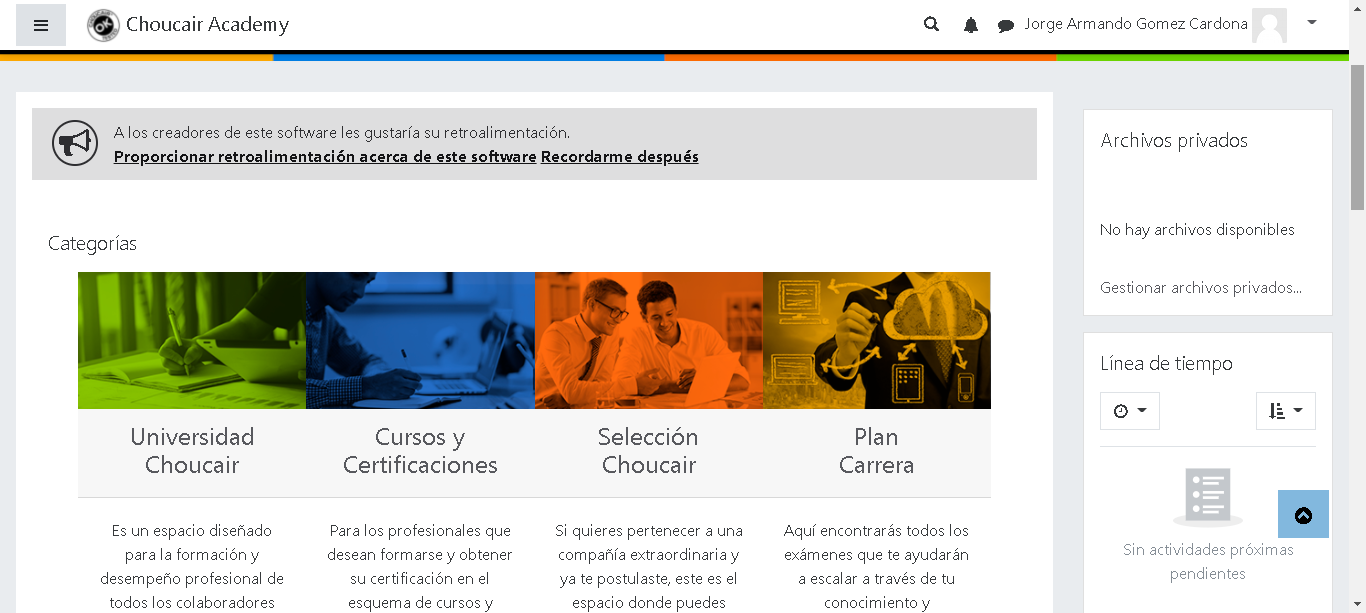 Choucair Academy
Jorge Armando Gomez Cardona
A los creadores de este software les gustaría su retroalimentación.
Proporcionar retroalimentación acerca de este software Recordarme después
Categorías
Universidad
Choucair
Es un espacio diseñado
para la formación y
desempeño profesional de
todos los colaboradores
Cursos y
Certificaciones
Para los profesionales que
desean formarse y obtener
su certificación en el
esquema de cursos y
Selección
Choucair
Si quieres pertenecer a una
compañía extraordinaria y
ya te postulaste, este es el
espacio donde puedes
Plan
Carrera
Aquí encontrarás todos los
exámenes que te ayudarán
a escalar a través de tu
conocimiento y
Archivos privados
No hay archivos disponibles
Gestionar archivos privados...
Línea de tiempo
Sin actividades próximas
pendientes